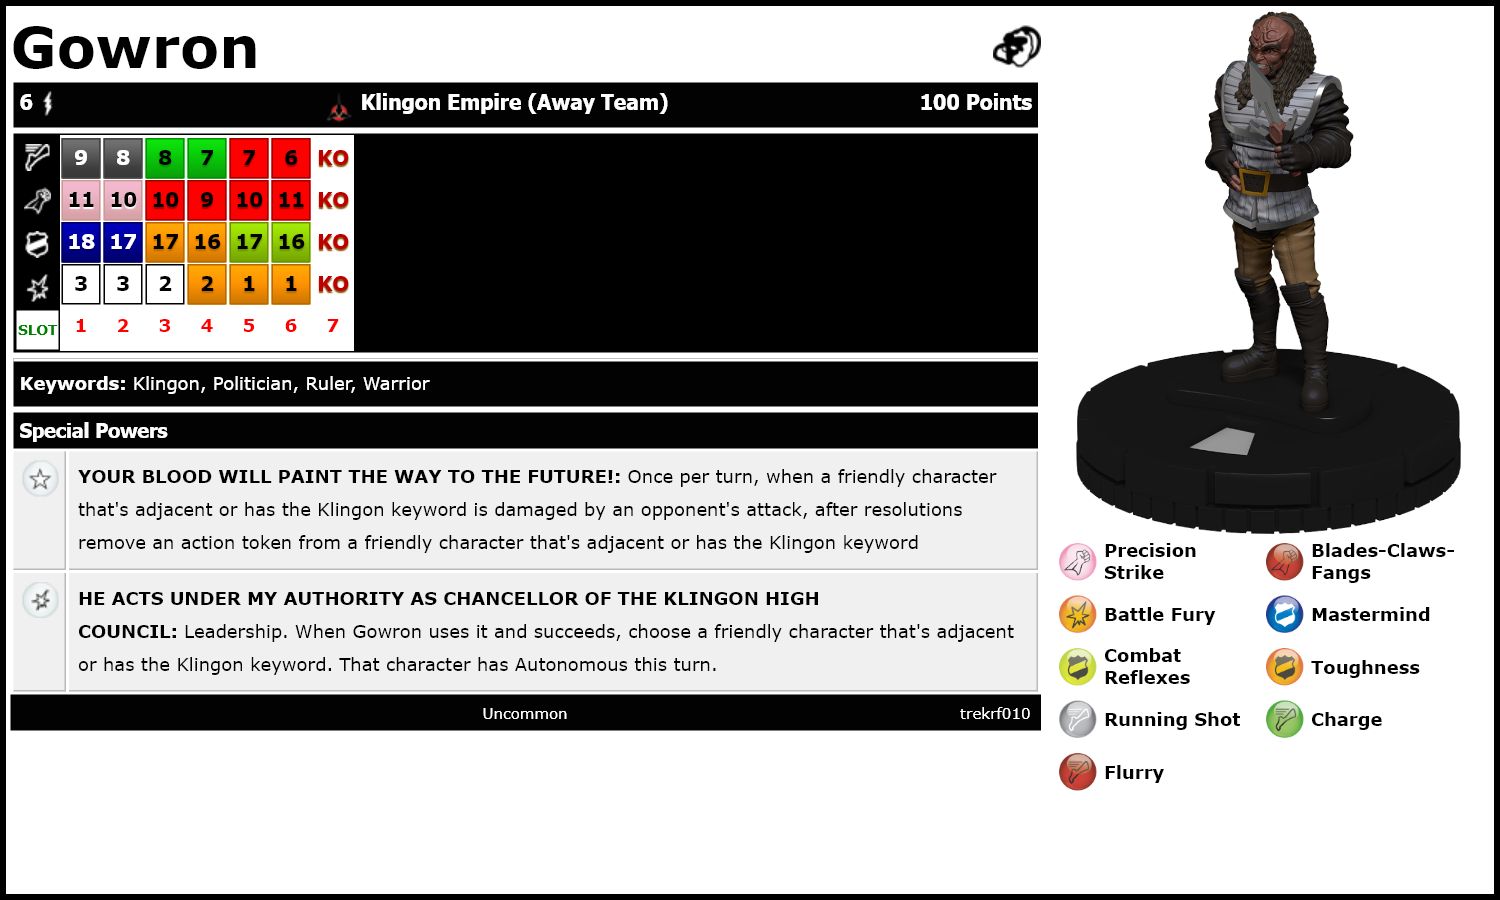 Gowron
6 Klingon Empire (Away Team) 100 Points
9 8 8 7 7 6 KO
11 10 10 9 10 11 KO
18 17 17 16 17 16 KO
3 3 2 2 1 1 KO
SLOT 1 2 3 4 5 6 7
Keywords: Klingon, Politician, Ruler, Warrior
Special Powers
YOUR BLOOD WILL PAINT THE WAY TO THE FUTURE!: Once per turn, when a friendly character
that's adjacent or has the Klingon keyword is damaged by an opponent's attack, after resolutions
remove an action token from a friendly character that's adjacent or has the Klingon keyword
HE ACTS UNDER MY AUTHORITY AS CHANCELLOR OF THE KLINGON HIGH
COUNCIL: Leadership. When Gowron uses it and succeeds, choose a friendly character that's adjacent
or has the Klingon keyword. That character has Autonomous this turn.
Uncommon trekrf010
Precision
Strike
Blades-Claws-
Fangs
Battle Fury
Mastermind
Combat
Reflexes
Toughness
Running Shot
Charge
Flurry